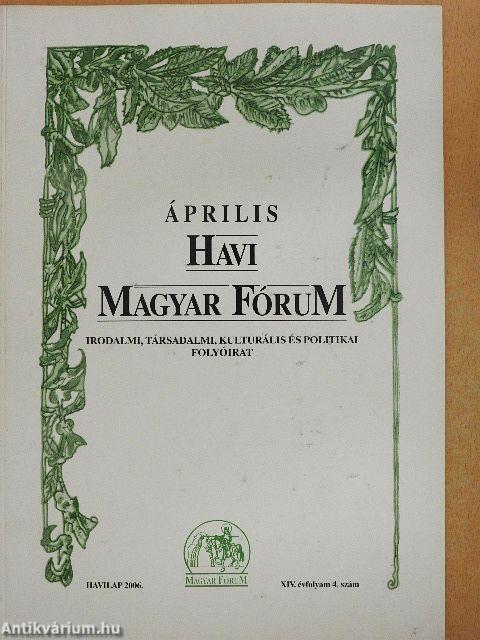 ÁPRILIS
HAVI
MAGYAR FÓRUM
IRODALMI, TÁRSADALMI, KULTURÁLIS ÉS POLITIKAI
FOLYÓIRAT
MAGYAR FÓRUM
HAVILAP 2006.
XIV. évfolyam 4. szám
Antikvárium.hu